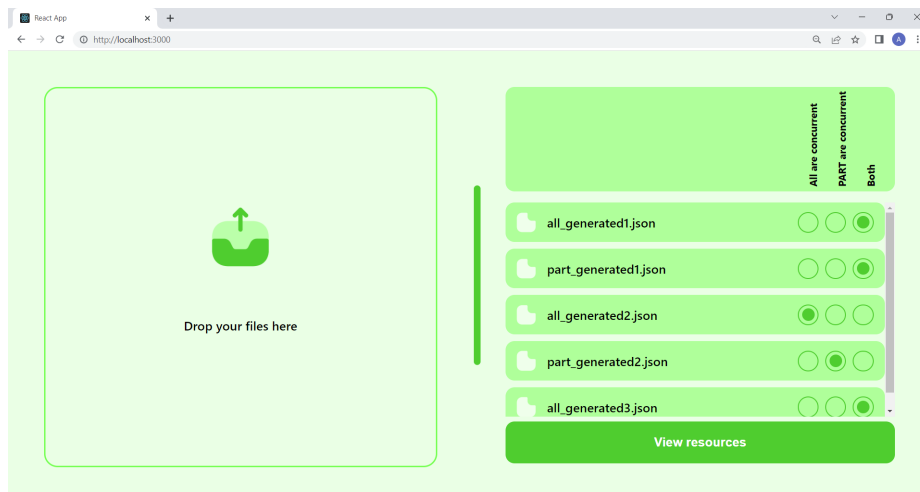 React App
http://localhost:3000
A
All are concurrent
PART are concurrent
Both
all_generated1.json
part_generated1.json
all_generated2.json
part_generated2.json
all_generated3.json
Drop your files here
View resources